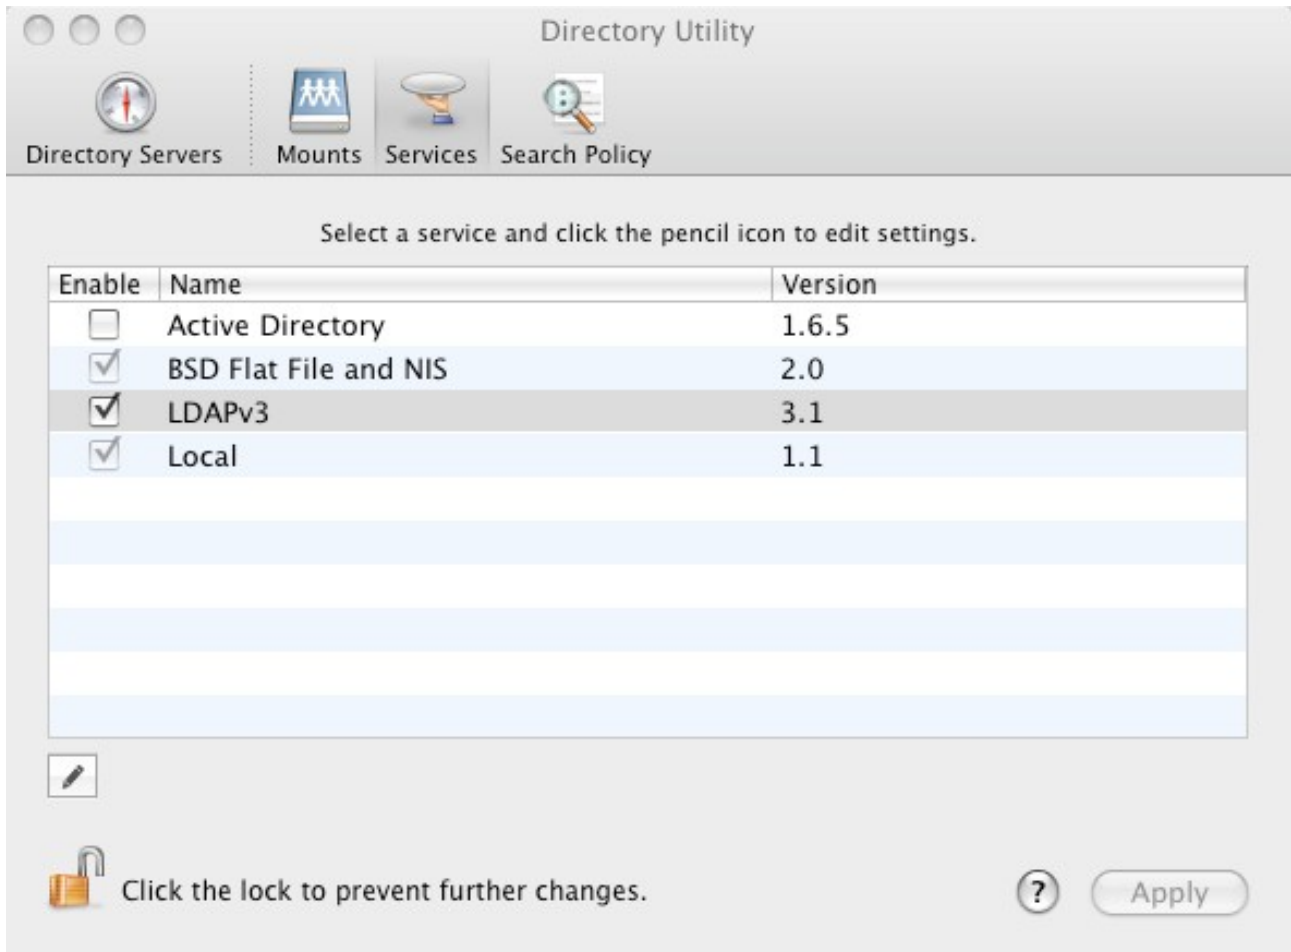 Directory Utility
Directory Servers Mounts Services Search Policy
Select a service and click the pencil icon to edit settings.
Enable Name Version
Active Directory 1.6.5
BSD Flat File and NIS 2.0
LDAPv3 3.1
Local 1.1
Click the lock to prevent further changes. ? Apply